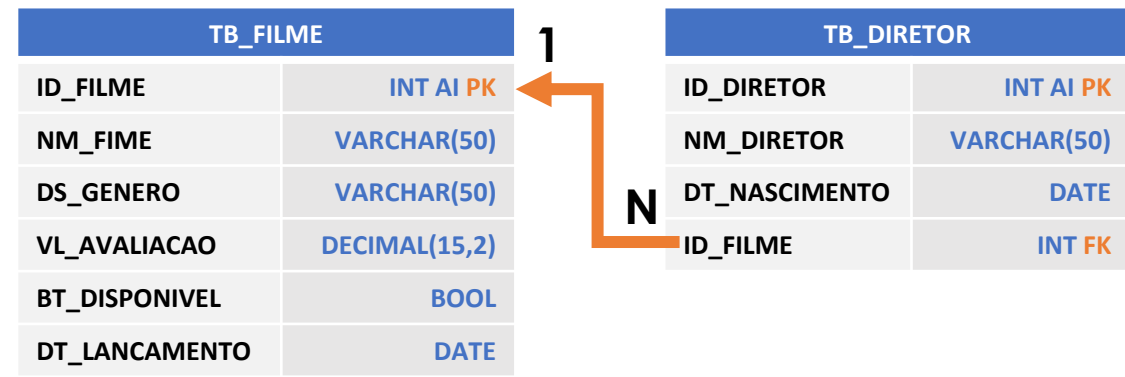 TB_FILME
ID_FILME INT AI PK
NM_FIME VARCHAR(50)
DS_GENERO VARCHAR(50)
VL_AVALIACAO DECIMAL(15,2)
BT_DISPONIVEL BOOL
DT_LANCAMENTO DATE
1
N
TB_DIRETOR
ID_DIRETOR INT AI PK
NM_DIRETOR VARCHAR(50)
DT_NASCIMENTO DATE
ID_FILME INT FK